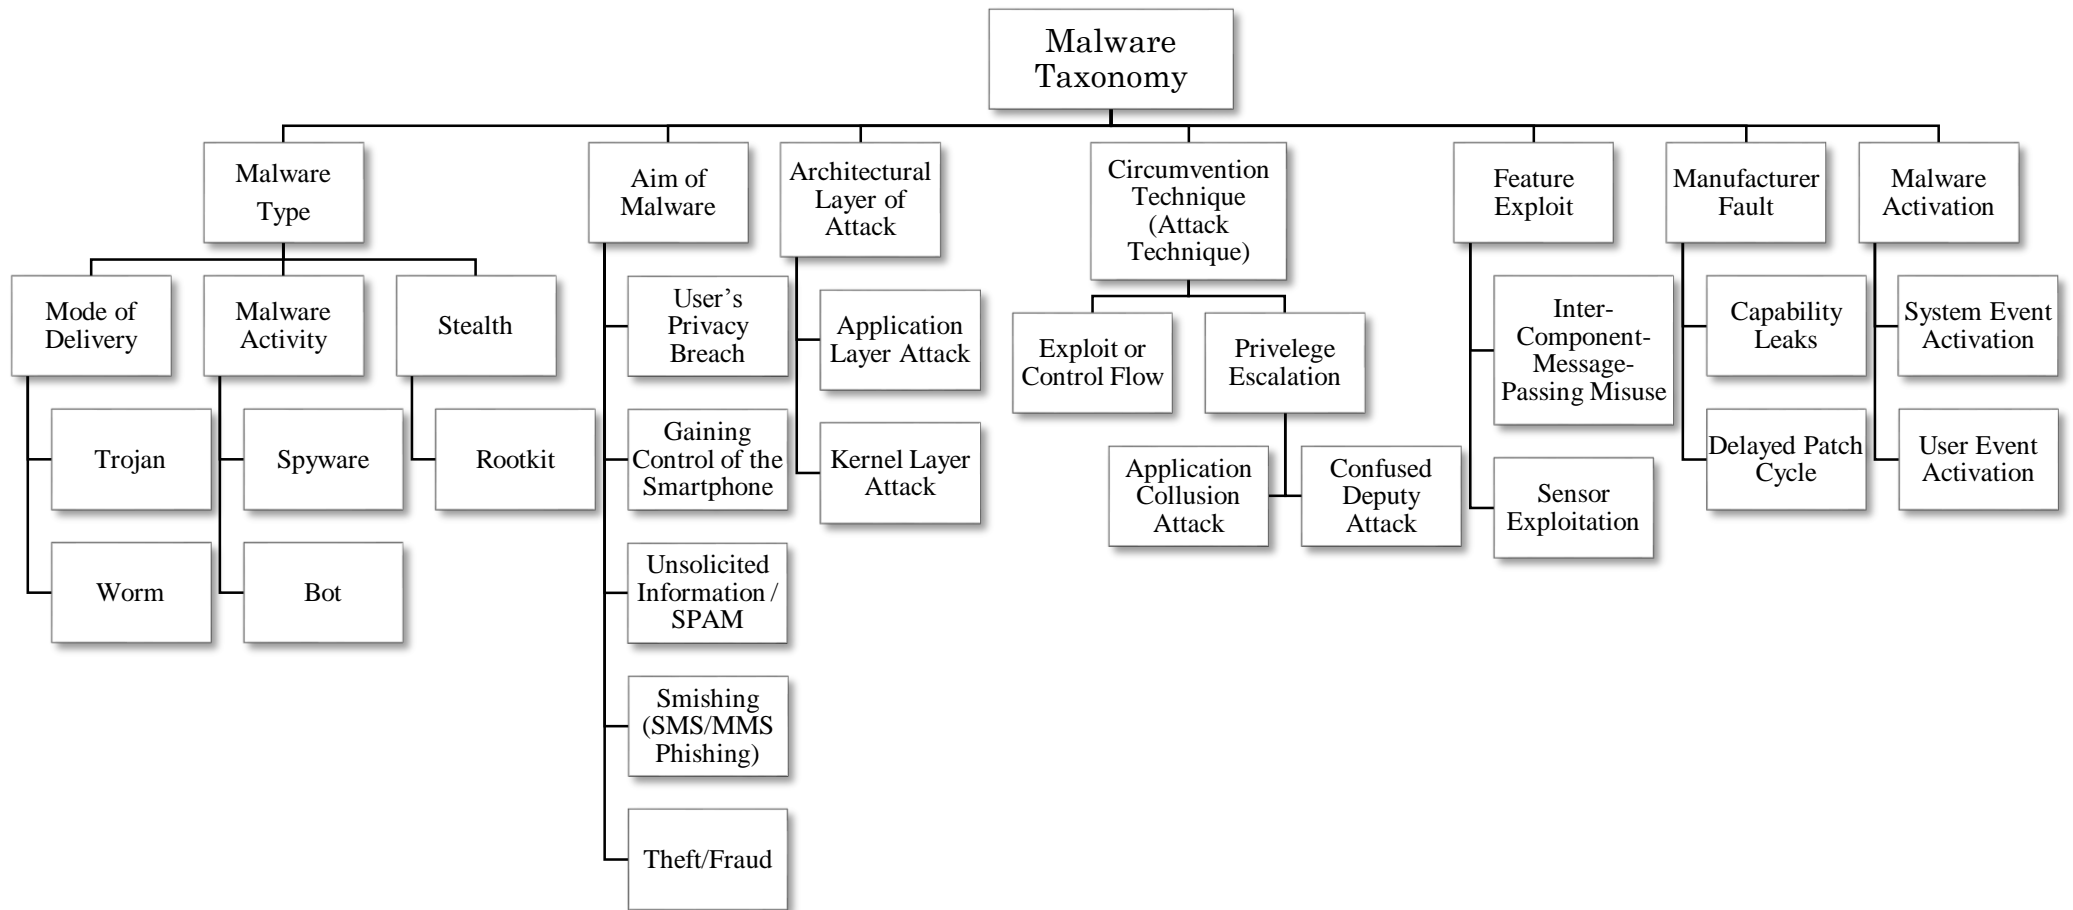 Malware
Taxonomy
Malware
Type
Aim of
Malware
Architectural
Layer of
Attack
Circumvention
Technique
(Attack
Technique)
Feature
Exploit
Manufacturer
Fault
Malware
Activation
Mode of
Delivery
Malware
Activity
Stealth
Trojan
Worm
Spyware
Bot
Rootkit
User’s
Privacy
Breach
Gaining
Control of the
Smartphone
Unsolicited
Information /
SPAM
Smishing
(SMS/MMS
Phishing)
Theft/Fraud
Application
Layer Attack
Kernel Layer
Attack
Exploit or
Control Flow
Privelege
Escalation
Application
Collusion
Attack
Confused
Deputy
Attack
Inter-
Component-
Message-
Passing Misuse
Sensor
Exploitation
Capability
Leaks
Delayed Patch
Cycle
System Event
Activation
User Event
Activation